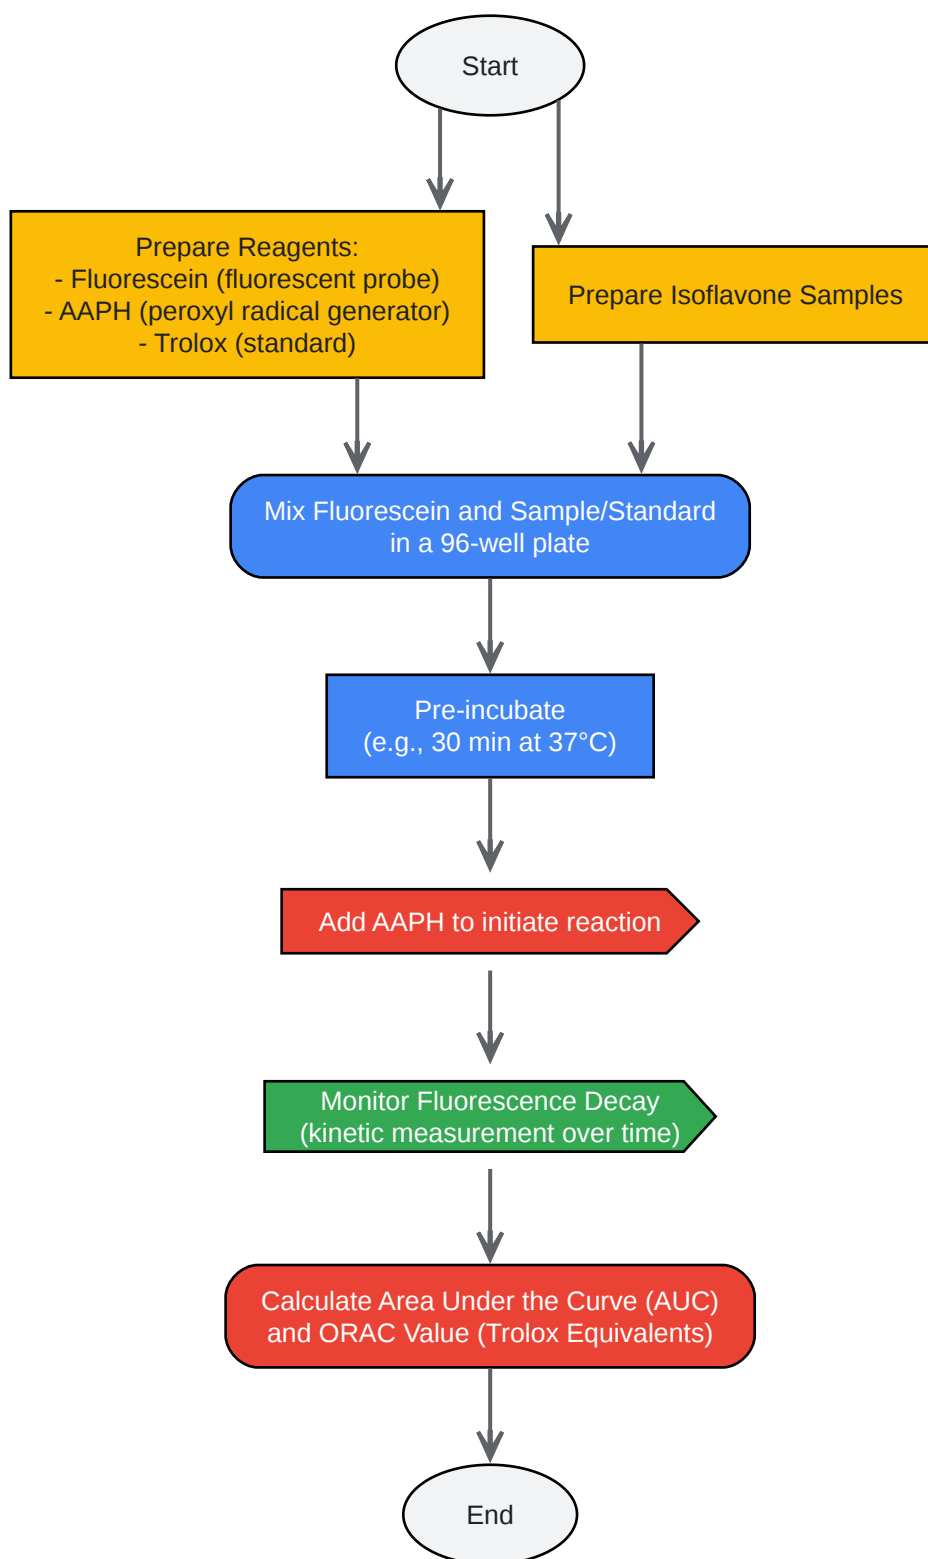 Start
Prepare Reagents:
- Fluorescein (fluorescent probe)
- AAPH (peroxyl radical generator)
- Trolox (standard)
Prepare Isoflavone Samples
Mix Fluorescein and Sample/Standard
in a 96-well plate
Pre-incubate
(e.g., 30 min at 37°C)
Add AAPH to initiate reaction
Monitor Fluorescence Decay
(kinetic measurement over time)
Calculate Area Under the Curve (AUC)
and ORAC Value (Trolox Equivalents)
End